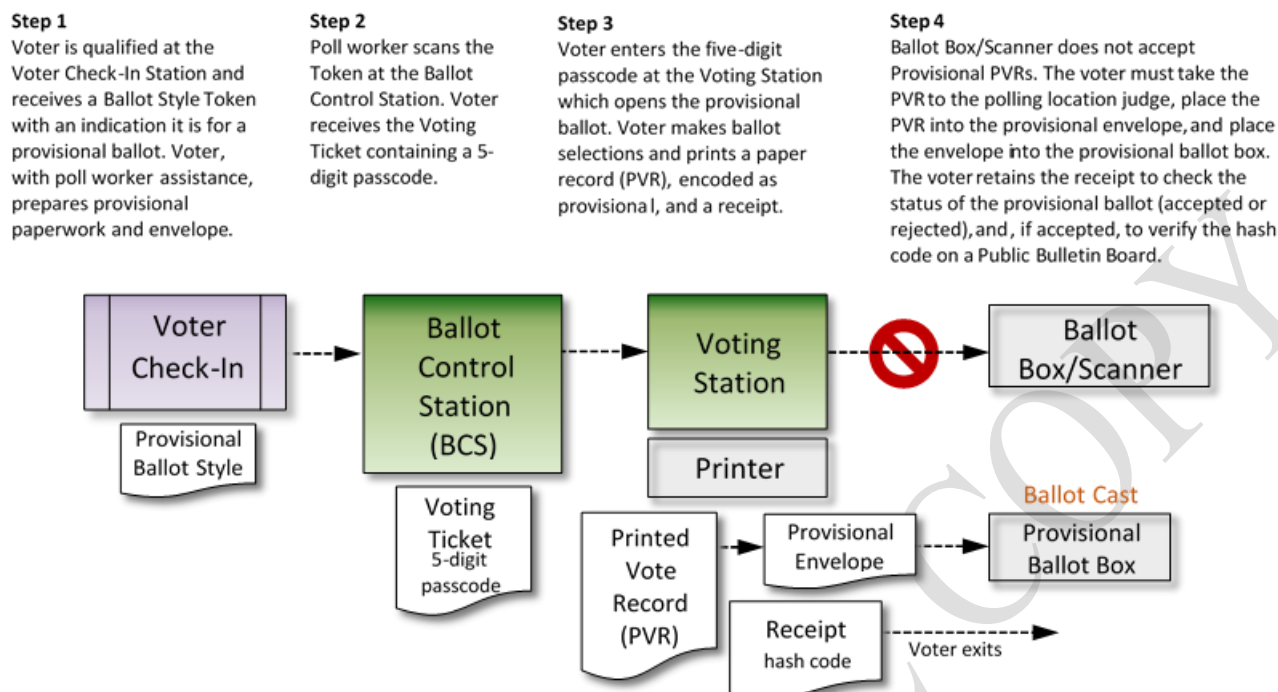 Step 1
Voter is qualified at the
Voter Check-In Station and
receives a Ballot Style Token
with an indication it is for a
provisional ballot. Voter,
with poll worker assistance,
prepares provisional
paperwork and envelope.
Step 2
Poll worker scans the
Token at the Ballot
Control Station. Voter
receives the Voting
Ticket containing a 5-
digit passcode.
Step 3
Voter enters the five-digit
passcode at the Voting Station
which opens the provisional
ballot. Voter makes ballot
selections and prints a paper
record (PVR), encoded as
provisional, and a receipt.
Step 4
Ballot Box/Scanner does not accept
Provisional PVRs. The voter must take the
PVR to the polling location judge, place the
PVR into the provisional envelope, and place
the envelope into the provisional ballot box.
The voter retains the receipt to check the
status of the provisional ballot (accepted or
rejected), and, if accepted, to verify the hash
code on a Public Bulletin Board.
Voter
Check-In
Provisional
Ballot Style
Ballot
Control
Station
(BCS)
Voting
Ticket
5-digit
passcode
Voting
Station
Printer
Printed
Vote
Record
(PVR)
Provisional
Envelope
Receipt
hash code
Ballot
Box/Scanner
Ballot Cast
Provisional
Ballot Box
Voter exits
COPY